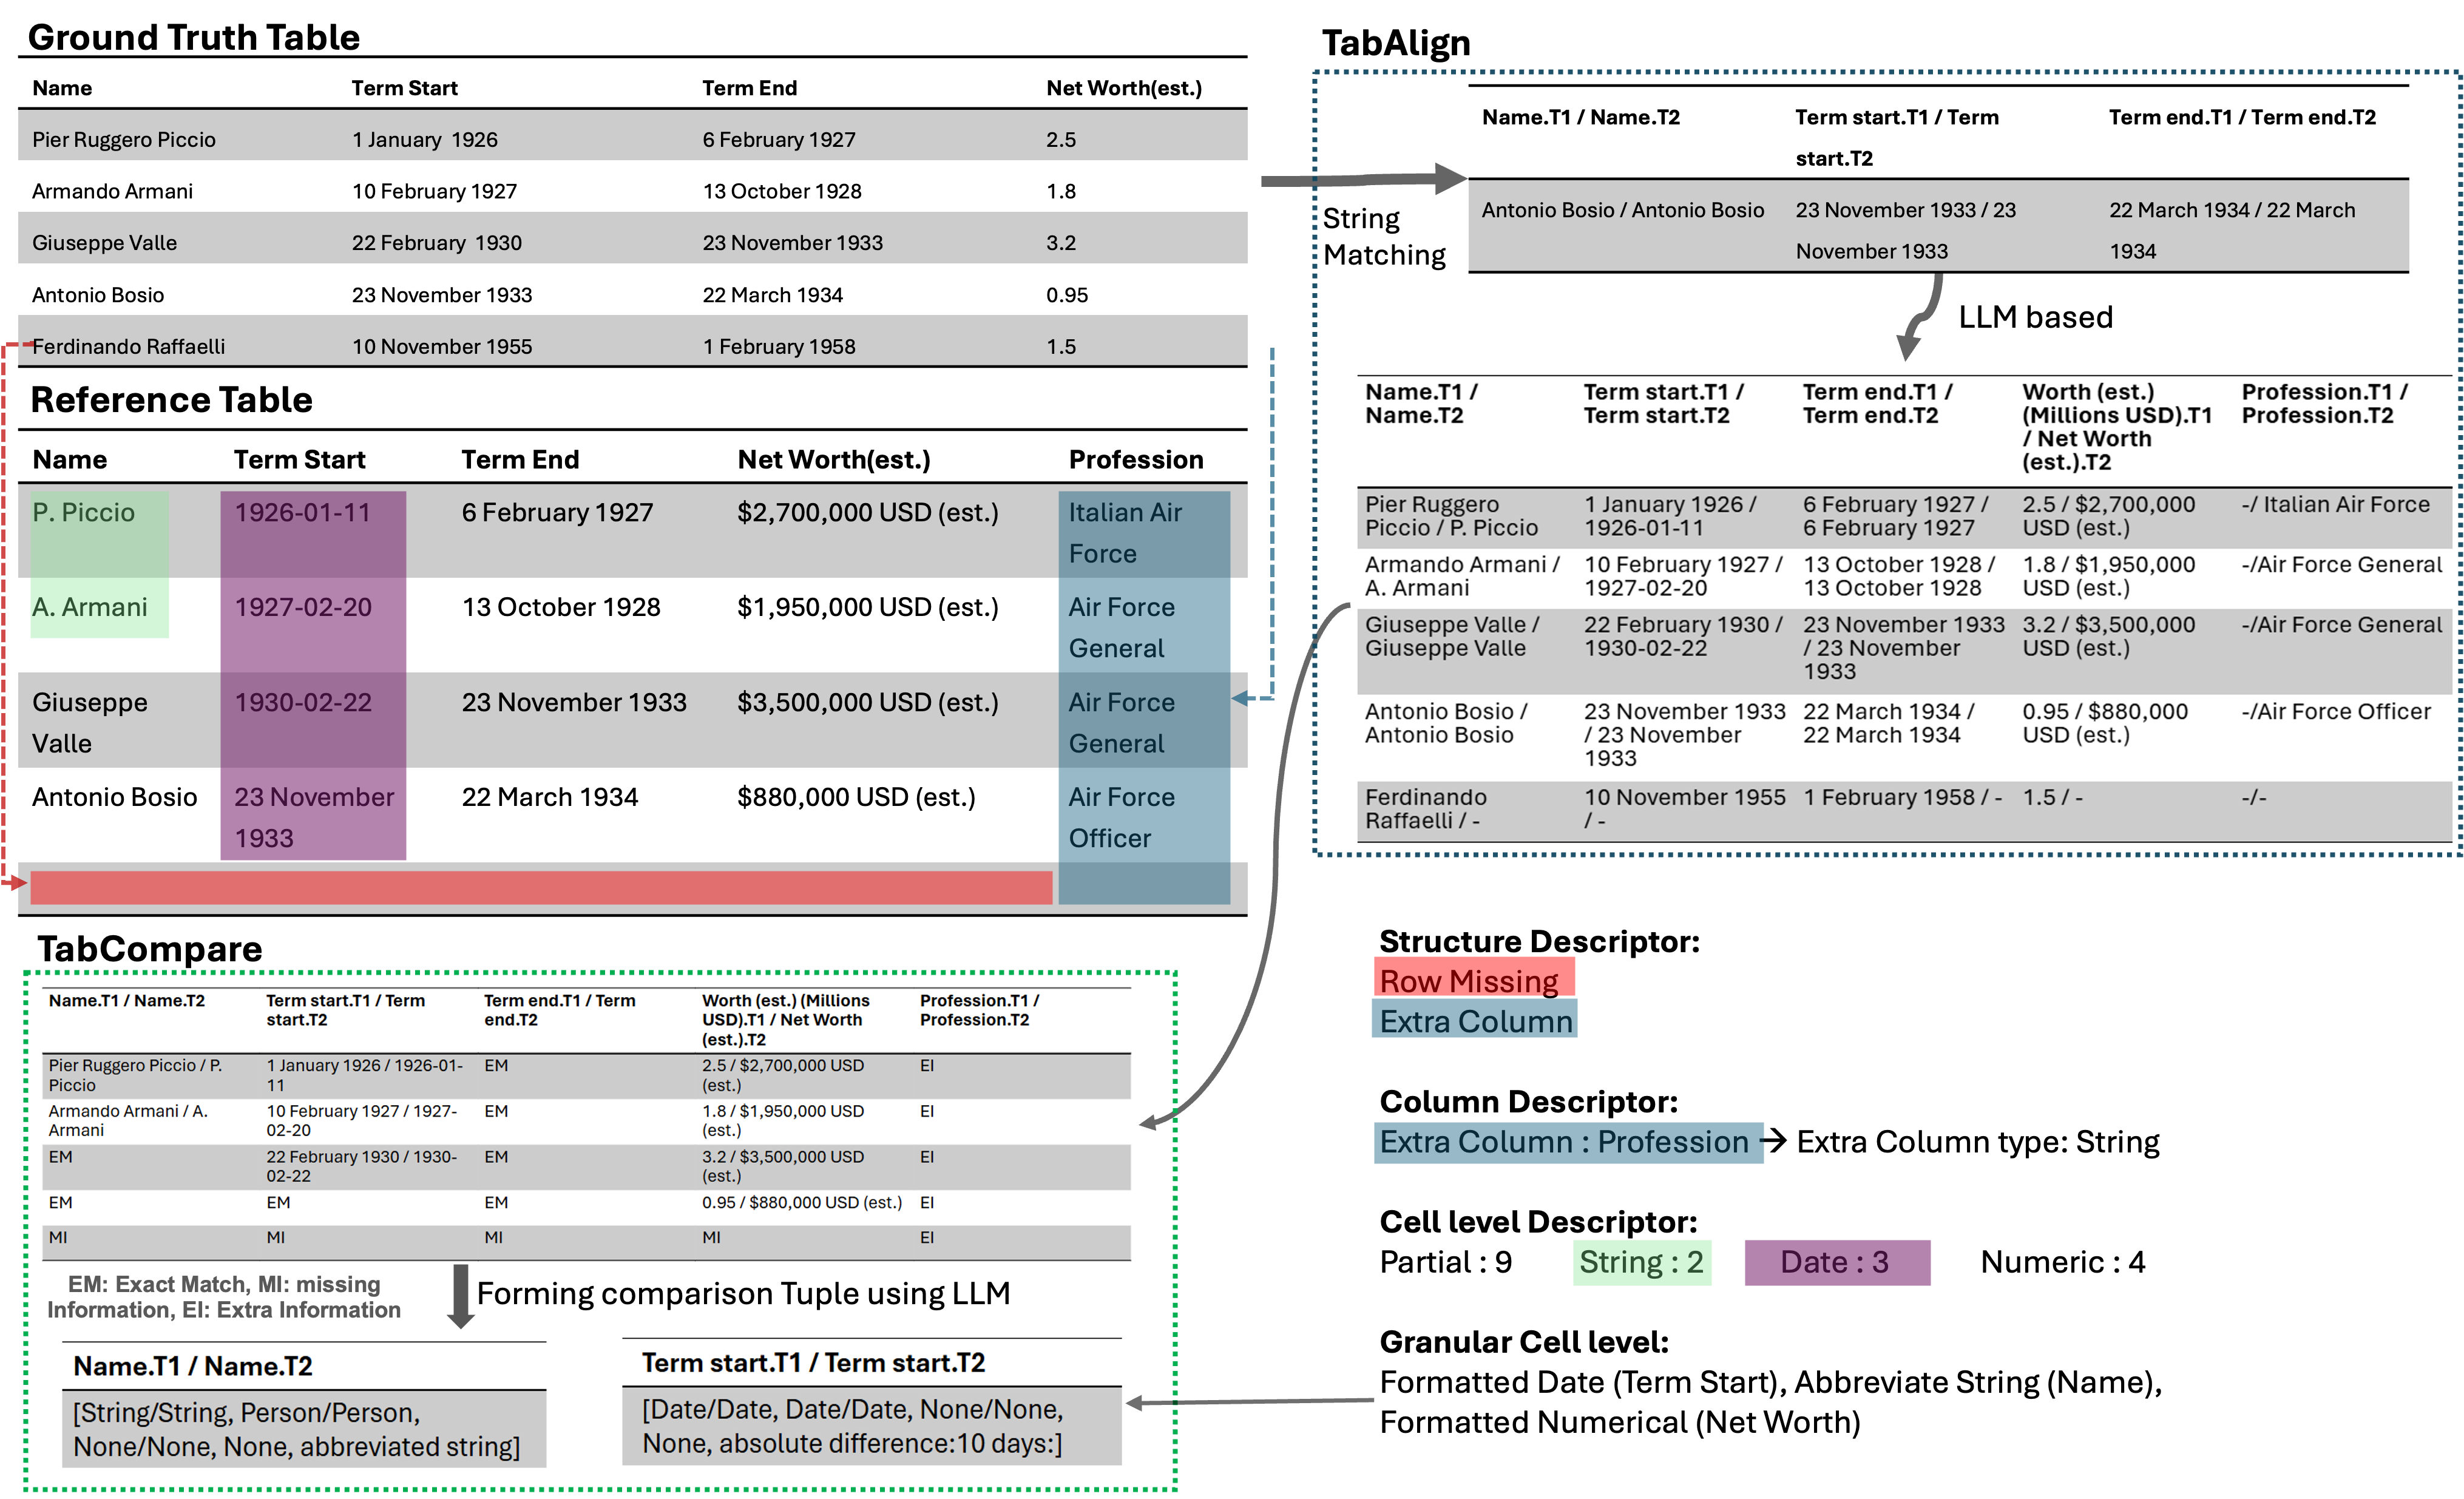 Ground Truth Table
Name Term Start Term End Net Worth(est.)
Pier Ruggero Piccio 1 January 1926 6 February 1927 2.5
Armando Armani 10 February 1927 13 October 1928 1.8
Giuseppe Valle 22 February 1930 23 November 1933 3.2
Antonio Bosio 23 November 1933 22 March 1934 0.95
Ferdinando Raffaelli 10 November 1955 1 February 1958 1.5
Reference Table
Name Term Start Term End Net Worth(est.) Profession
P. Piccio 1926-01-11 6 February 1927 $2,700,000 USD (est.) Italian Air
Force
A. Armani 1927-02-20 13 October 1928 $1,950,000 USD (est.) Air Force
General
Giuseppe 1930-02-22 23 November 1933 $3,500,000 USD (est.) Air Force
Valle General
Antonio Bosio 23 November 22 March 1934 $880,000 USD (est.) Air Force
1933 Officer
TabAlign
Name.T1 / Name.T2 Term start.T1 / Term Term end.T1 / Term end.T2
start.T2
Antonio Bosio / Antonio Bosio 23 November 1933 / 23 22 March 1934 / 22 March
November 1933 1934
String
Matching
LLM based
Name.T1 / Term start.T1 / Term end.T1 / Worth (est.) Profession.T1 /
Name.T2 Term start.T2 Term end.T2 (Millions USD).T1 Profession.T2
/ Net Worth
(est.).T2
Pier Ruggero 1 January 1926 / 6 February 1927 / 2.5 / $2,700,000 -/ Italian Air Force
Piccio / P. Piccio 1926-01-11 6 February 1927 USD (est.)
Armando Armani / 10 February 1927 / 13 October 1928 / 1.8 / $1,950,000 -/Air Force General
A. Armani 1927-02-20 13 October 1928 USD (est.)
Giuseppe Valle / 22 February 1930 / 23 November 1933 3.2 / $3,500,000 -/Air Force General
Giuseppe Valle 1930-02-22 / 23 November USD (est.)
1933
Antonio Bosio / 23 November 1933 22 March 1934 / 0.95 / $880,000 -/Air Force Officer
Antonio Bosio / 23 November 22 March 1934 USD (est.)
1933
Ferdinando 10 November 1955 1 February 1958 / - 1.5 / - -/-
Raffaelli / - / -
TabCompare
Name.T1 / Name.T2 Term start.T1 / Term Term end.T1 / Term Worth (est.) (Millions Profession.T1 /
start.T2 end.T2 USD).T1 / Net Worth Profession.T2
(est.).T2
Pier Ruggero Piccio / P. 1 January 1926 / 1926-01- EM 2.5 / $2,700,000 USD EI
Piccio 11 (est.)
Armando Armani / A. 10 February 1927 / 1927- EM 1.8 / $1,950,000 USD EI
Armani 02-20 (est.)
EM 22 February 1930 / 1930- EM 3.2 / $3,500,000 USD EI
02-22 (est.)
EM EM EM 0.95 / $880,000 USD (est.) EI
MI MI MI MI EI
EM: Exact Match, MI: missing
Information, EI: Extra Information
Forming comparison Tuple using LLM
Name.T1 / Name.T2
[String/String, Person/Person,
None/None, None, abbreviated string]
Term start.T1 / Term start.T2
[Date/Date, Date/Date, None/None,
None, absolute difference:10 days:]
Structure Descriptor:
Row Missing
Extra Column
Column Descriptor:
Extra Column : Profession → Extra Column type: String
Cell level Descriptor:
Partial : 9 String : 2 Date : 3 Numeric : 4
Granular Cell level:
Formatted Date (Term Start), Abbreviate String (Name),
Formatted Numerical (Net Worth)